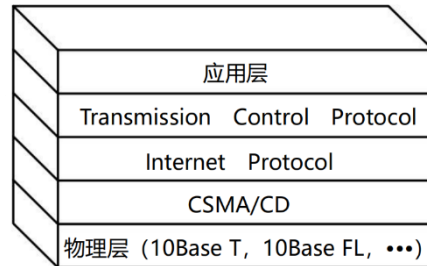 应用层
Transmission Control Protocol
Internet Protocol
CSMA/CD
物理层（10Base T，10Base FL，•••）